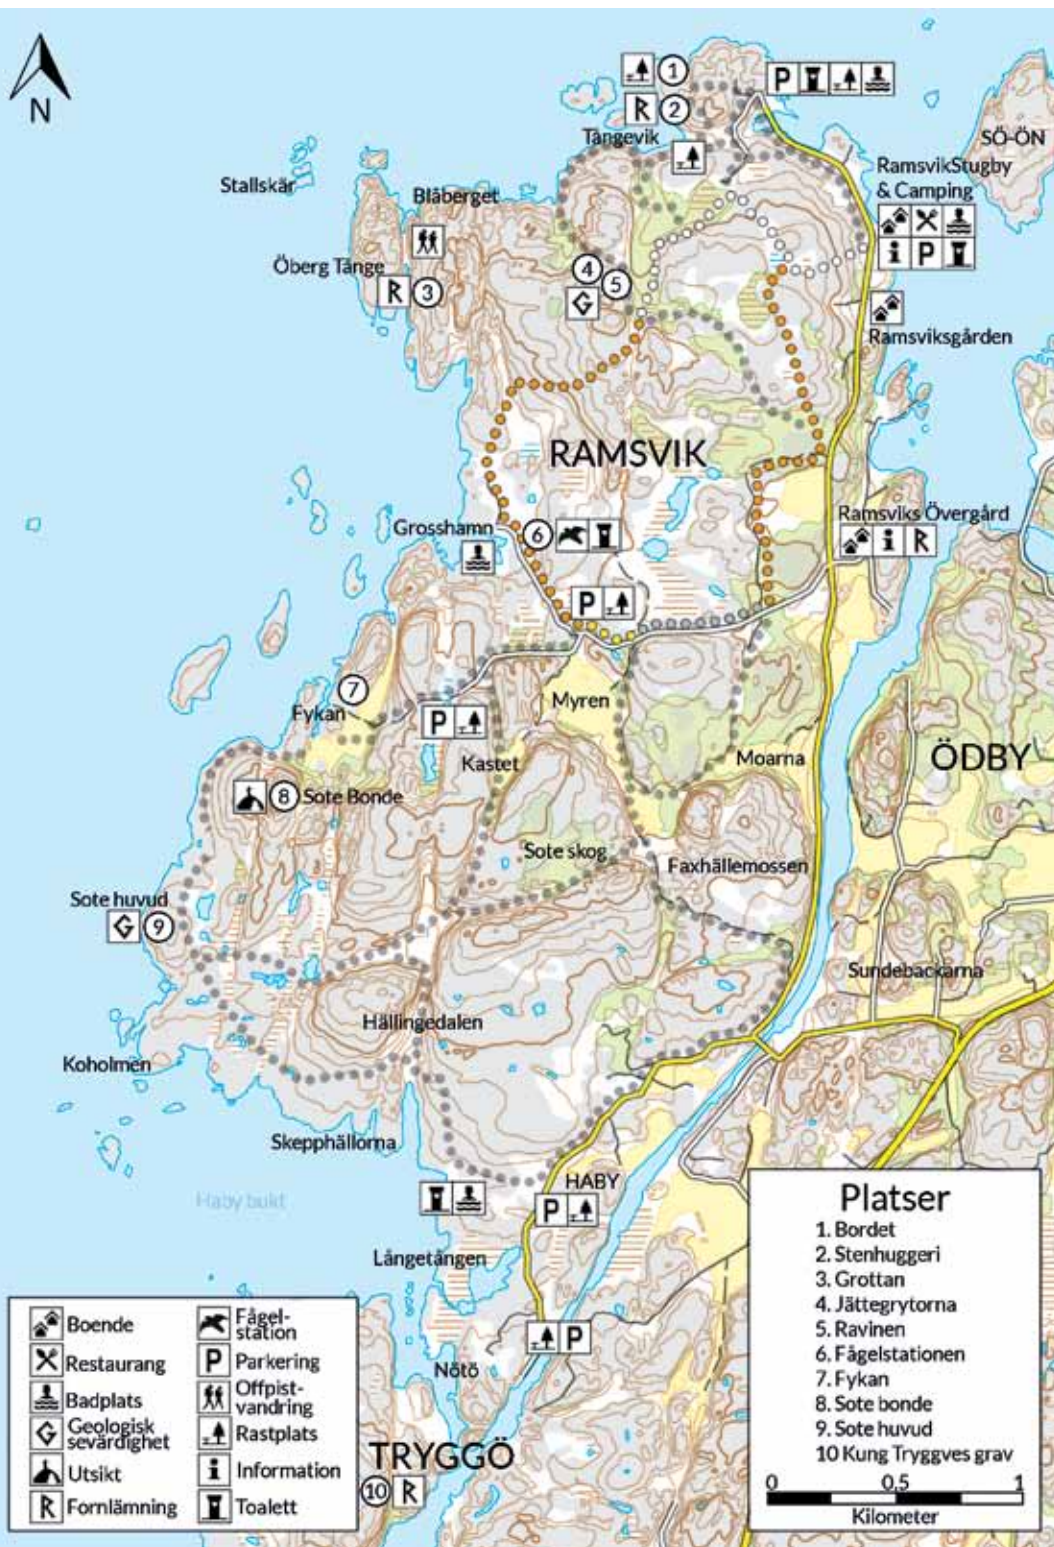 N
1
P
2
Tångevik
SÖ-ÖN
RamsvikStugby
& Camping
Stallskär
Blåberget
i P
Öberg Tånge
4
R 3
5
G
Ramsviksgården
RAMSVIK
Ramsviks Övergård
Grosshamn
6
i R
P
7
Myren
Fykan
P
Kastet
Moarna
ÖDBY
8 Sote Bonde
Sote skog
Faxhällemossen
Sote huvud
G 9
Sundebackarna
Hällingedalen
Koholmen
Skepphällorna
HABY
Haby bukt
P
Långetången
P
Nötö
TRYGGÖ
10 R
Platser
1. Bordet
2. Stenhuggeri
3. Grottan
4. Jättegrytorna
5. Ravinen
6. Fågelstationen
7. Fykan
8. Sote bonde
9. Sote huvud
10 Kung Tryggves grav
0 0,5 1
Kilometer
Boende
Restaurang
Badplats
G Geologisk
sevärdighet
Utsikt
R Fornlämning
Fågel-
station
P Parkering
Offpist-
vandring
Rastplats
i Information
Toalett